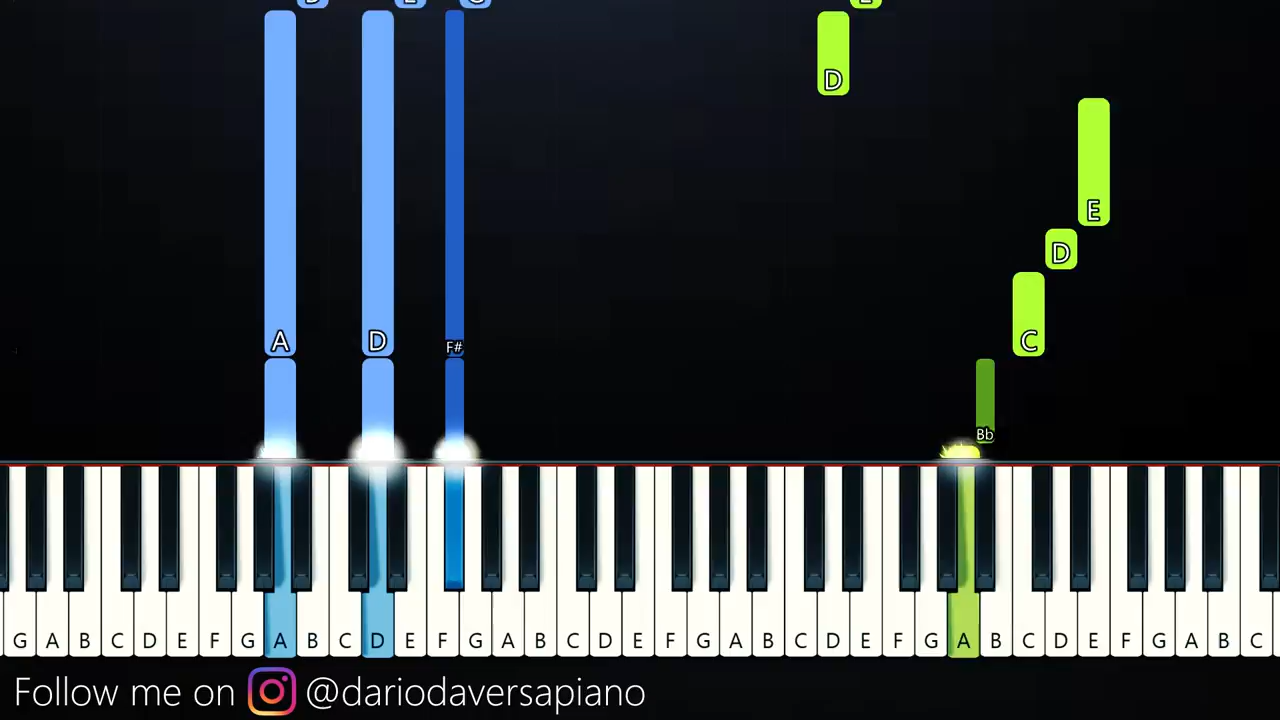 D
E
A
D
F#
D
E
C
Bb
G A B C D E F G A B C D E F G A B C D E F G A B C D E F G A B C D E F G A B C
Follow me on @dariodaversapiano